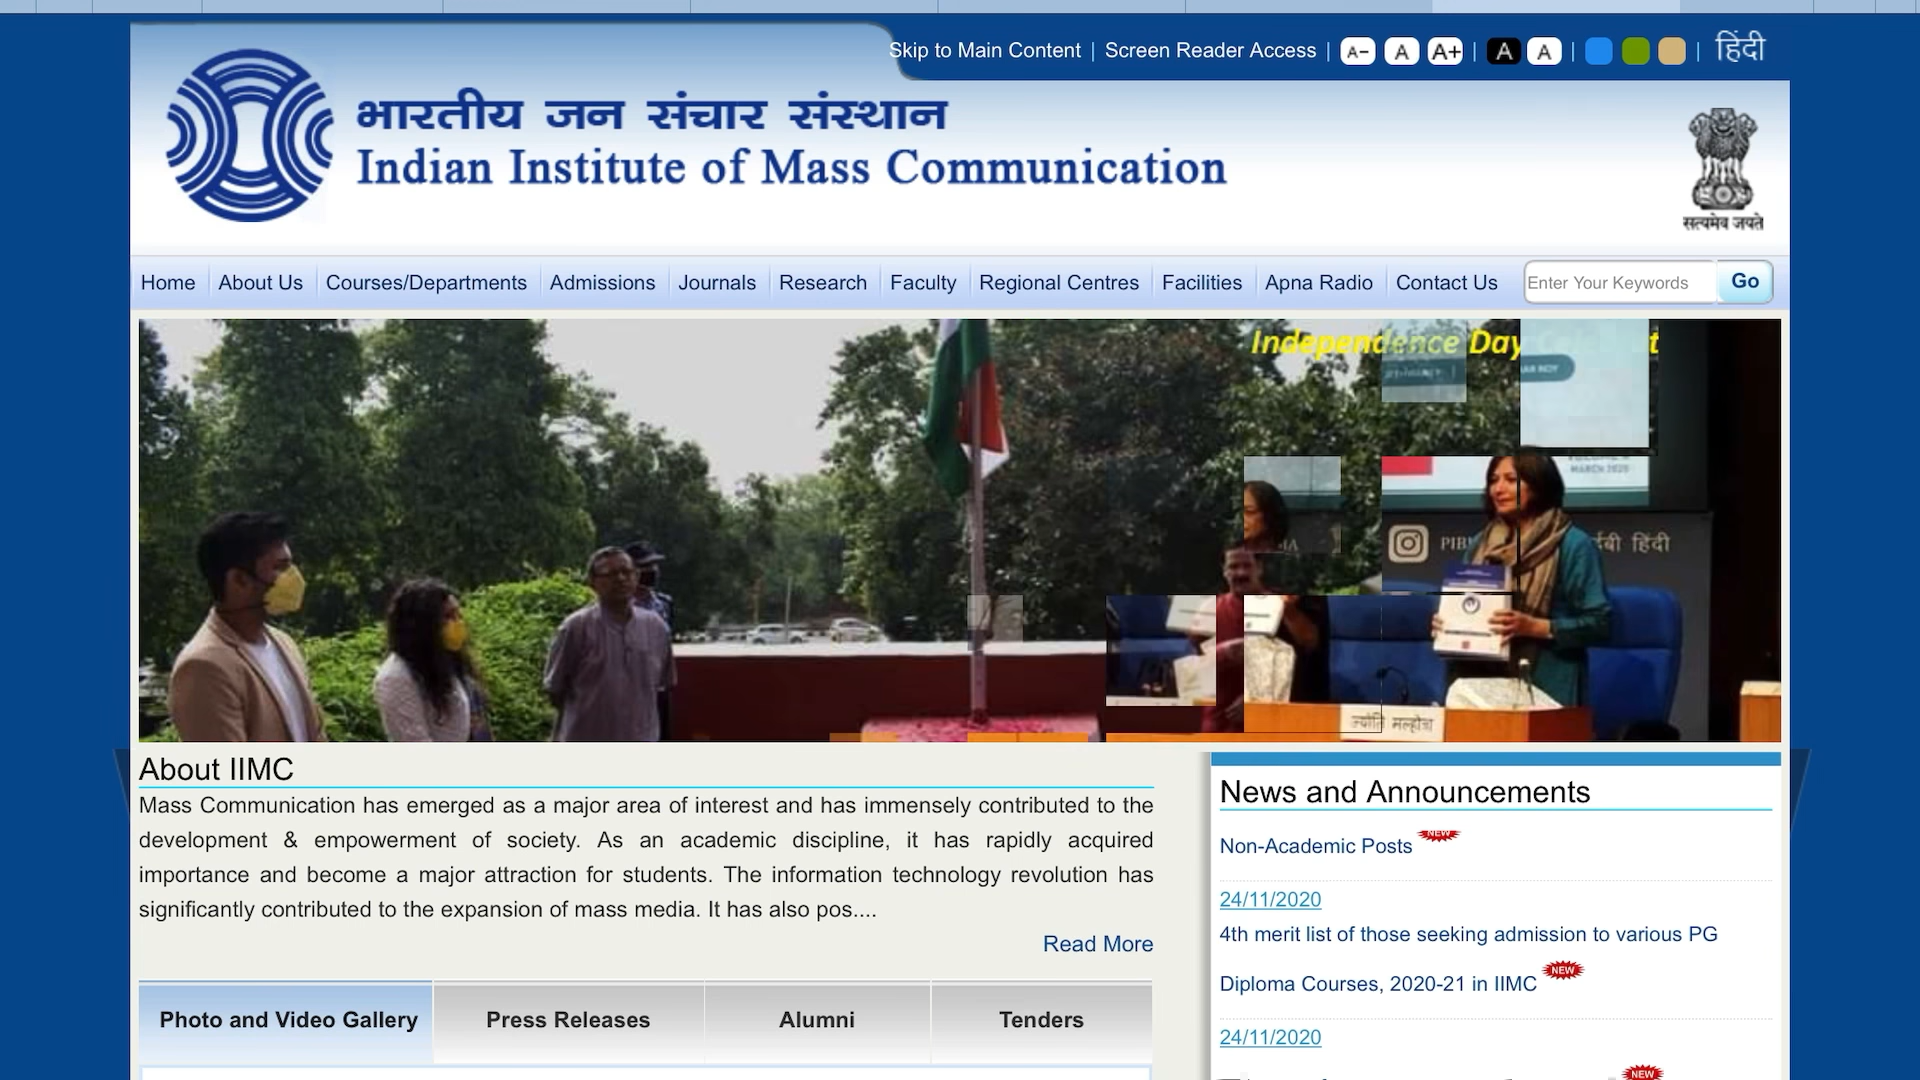 Skip to Main Content | Screen Reader Access | A- A A+ | A A | | हिंदी
भारतीय जन संचार संस्थान
Indian Institute of Mass Communication
सत्यमेव जयते
Home About Us Courses/Departments Admissions Journals Research Faculty Regional Centres Facilities Apna Radio Contact Us Enter Your Keywords Go
Independence Day
MARCH 2020
हिंदी
ज्योति मल्होत्रा
About IIMC
Mass Communication has emerged as a major area of interest and has immensely contributed to the
development & empowerment of society. As an academic discipline, it has rapidly acquired
importance and become a major attraction for students. The information technology revolution has
significantly contributed to the expansion of mass media. It has also pos....
Read More
Photo and Video Gallery Press Releases Alumni Tenders
News and Announcements
Non-Academic Posts NEW
24/11/2020
4th merit list of those seeking admission to various PG
Diploma Courses, 2020-21 in IIMC NEW
24/11/2020
NEW